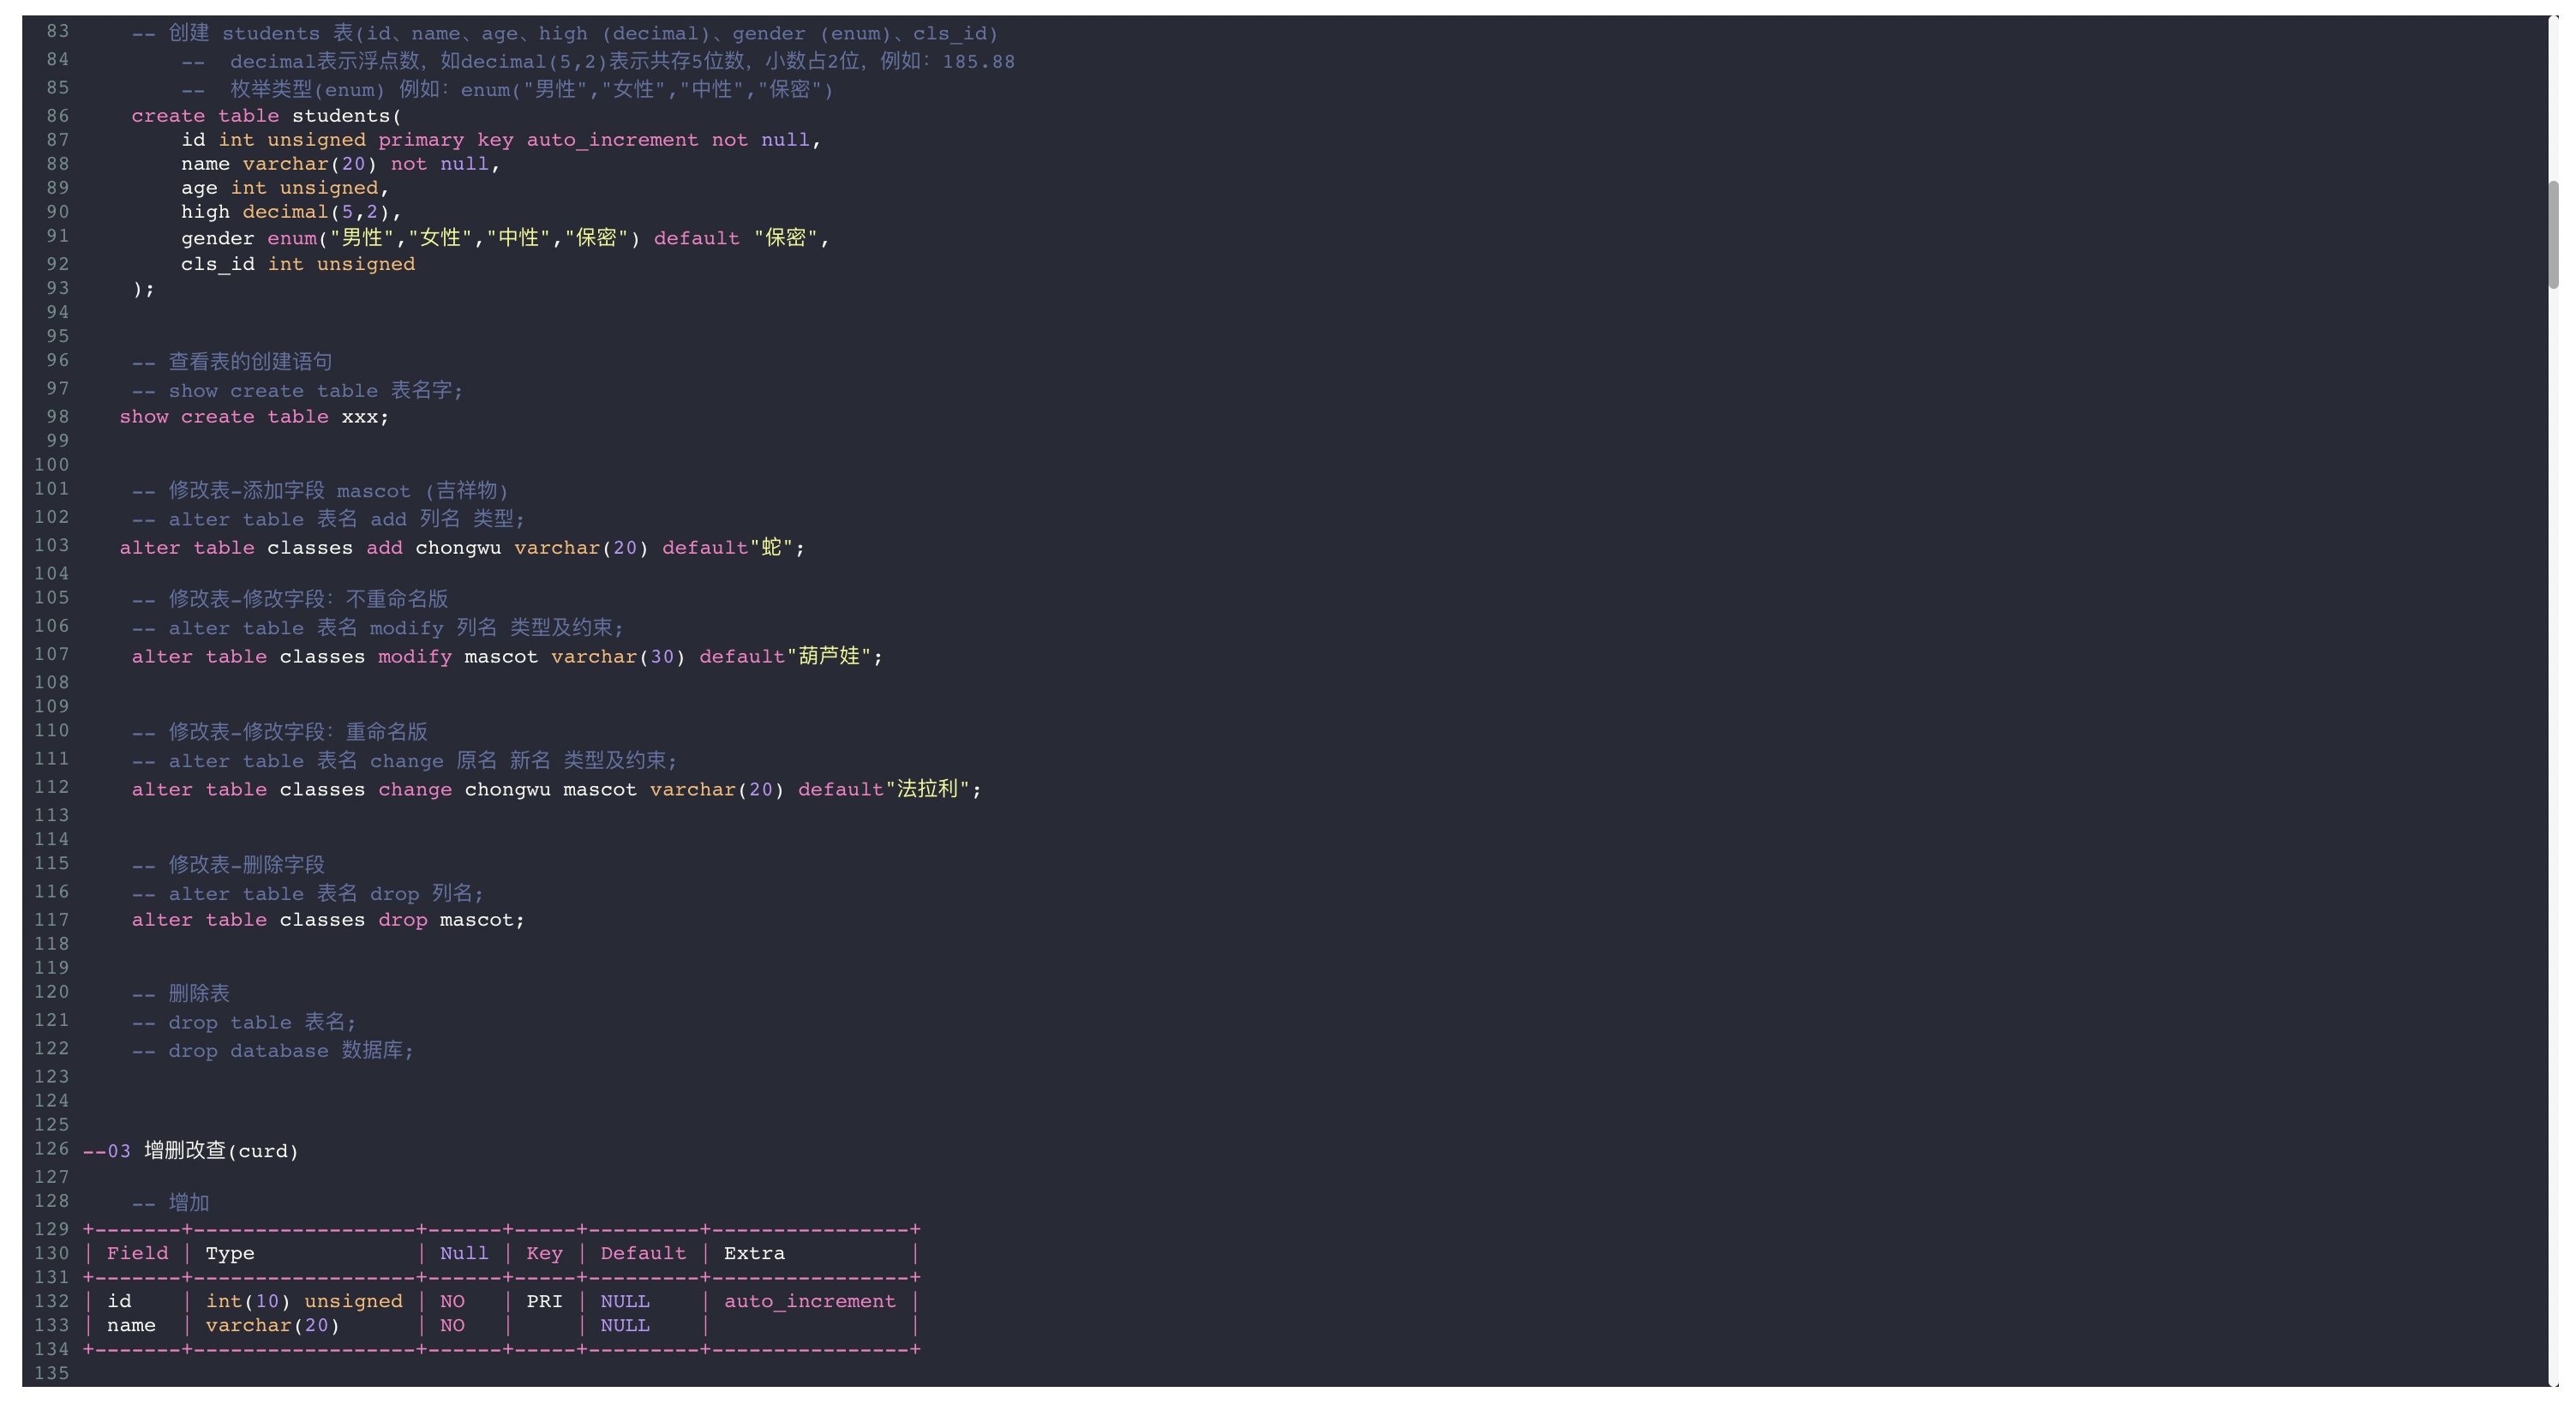 83 -- 创建 students 表(id、name、age、high (decimal)、gender (enum)、cls_id)
84 --  decimal表示浮点数，如decimal(5,2)表示共存5位数，小数占2位，例如：185.88
85 --  枚举类型(enum) 例如：enum("男性","女性","中性","保密")
86 create table students(
87 id int unsigned primary key auto_increment not null,
88 name varchar(20) not null,
89 age int unsigned,
90 high decimal(5,2),
91 gender enum("男性","女性","中性","保密") default "保密",
92 cls_id int unsigned
93 );
94
95
96 -- 查看表的创建语句
97 -- show create table 表名字;
98 show create table xxx;
99
100
101 -- 修改表-添加字段 mascot (吉祥物)
102 -- alter table 表名 add 列名 类型;
103 alter table classes add chongwu varchar(20) default"蛇";
104
105 -- 修改表-修改字段：不重命名版
106 -- alter table 表名 modify 列名 类型及约束;
107 alter table classes modify mascot varchar(30) default"葫芦娃";
108
109
110 -- 修改表-修改字段：重命名版
111 -- alter table 表名 change 原名 新名 类型及约束;
112 alter table classes change chongwu mascot varchar(20) default"法拉利";
113
114
115 -- 修改表-删除字段
116 -- alter table 表名 drop 列名;
117 alter table classes drop mascot;
118
119
120 -- 删除表
121 -- drop table 表名;
122 -- drop database 数据库;
123
124
125
126 --03 增删改查(curd)
127
128 -- 增加
129 +-------+------------------+------+-----+---------+----------------+
130 | Field | Type             | Null | Key | Default | Extra          |
131 +-------+------------------+------+-----+---------+----------------+
132 | id    | int(10) unsigned | NO   | PRI | NULL    | auto_increment |
133 | name  | varchar(20)      | NO   |     | NULL    |                |
134 +-------+------------------+------+-----+---------+----------------+
135